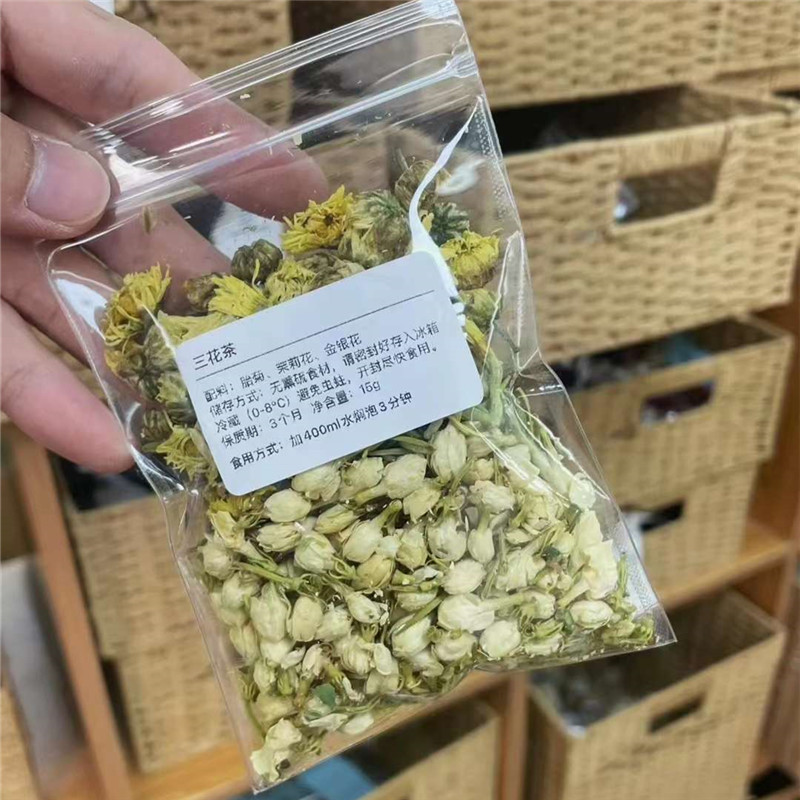 三花茶
配料：胎菊、茉莉花、金银花
储存方式：无熏硫食材，请密封好存入冰箱
冷藏（0-8°C）避免虫蛀，开封尽快食用。
保质期：3个月 净含量：15g
食用方式：加400ml水焖泡3分钟